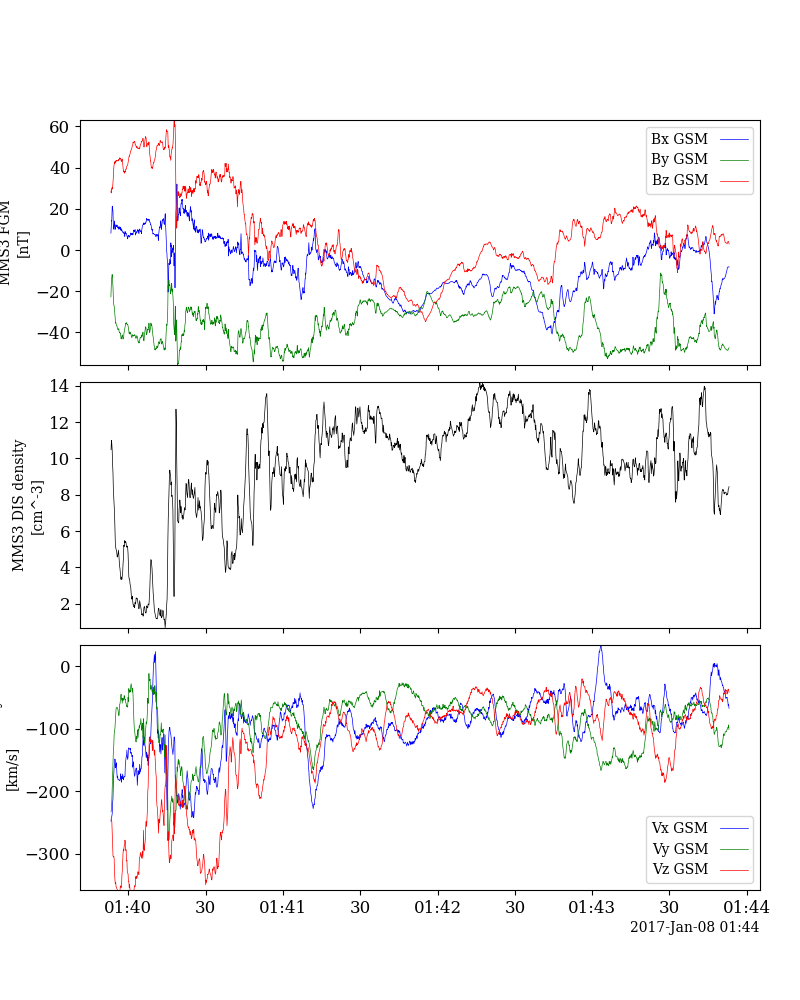 60
40
20
0
−20
−40
MMS3 FGM
[nT]
Bx GSM
By GSM
Bz GSM
14
12
10
8
6
4
2
MMS3 DIS density
[cm^-3]
0
−100
−200
−300
[km/s]
Vx GSM
Vy GSM
Vz GSM
01:40
30
01:41
30
01:42
30
01:43
30
01:44
2017-Jan-08 01:44